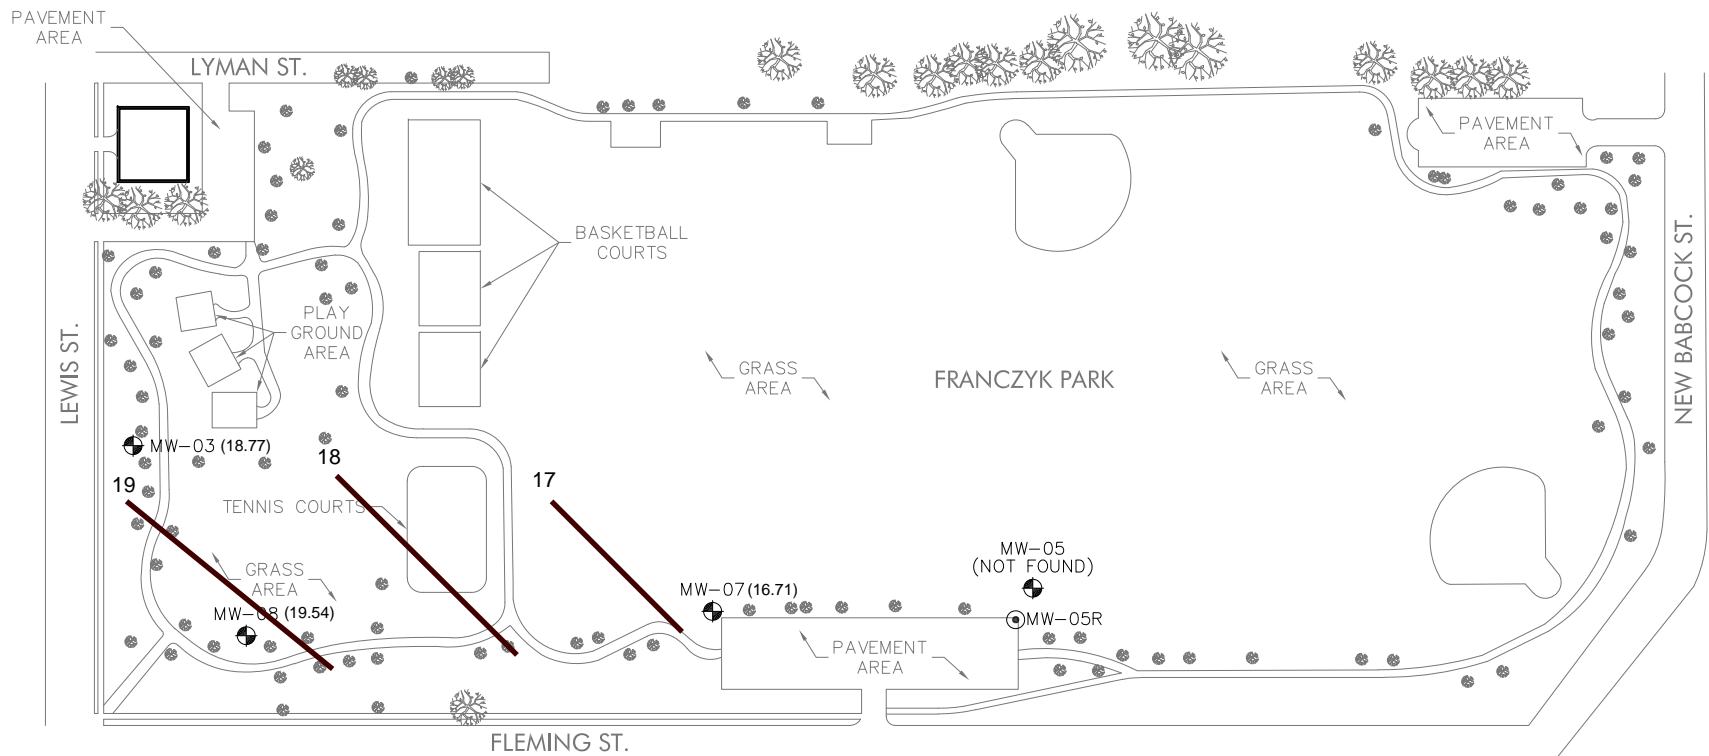 PAVEMENT
AREA
LYMAN ST.
PAVEMENT
AREA
BASKETBALL
COURTS
NEW BABCOCK ST.
PLAY
GROUND
AREA
LEWIS ST.
GRASS
AREA
FRANCZYK PARK
GRASS
AREA
MW-03 (18.77)
18
19
17
TENNIS COURTS
MW-05
(NOT FOUND)
GRASS
AREA
MW-07 (16.71)
MW-08 (19.54)
MW-05R
PAVEMENT
AREA
FLEMING ST.